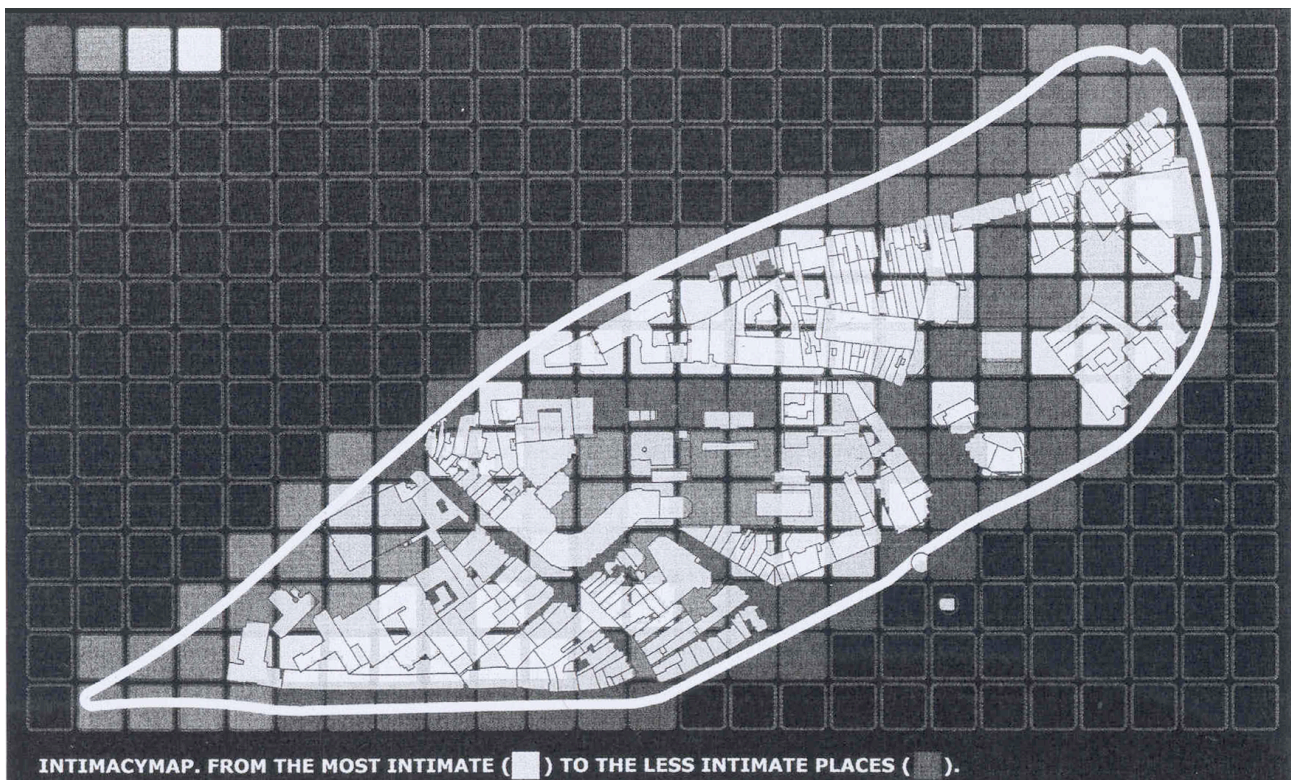 INTIMACYMAP. FROM THE MOST INTIMATE ( ) TO THE LESS INTIMATE PLACES ( ).